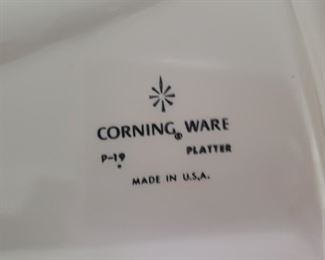 CORNING® WARE
P-19 PLATTER
MADE IN U.S.A.